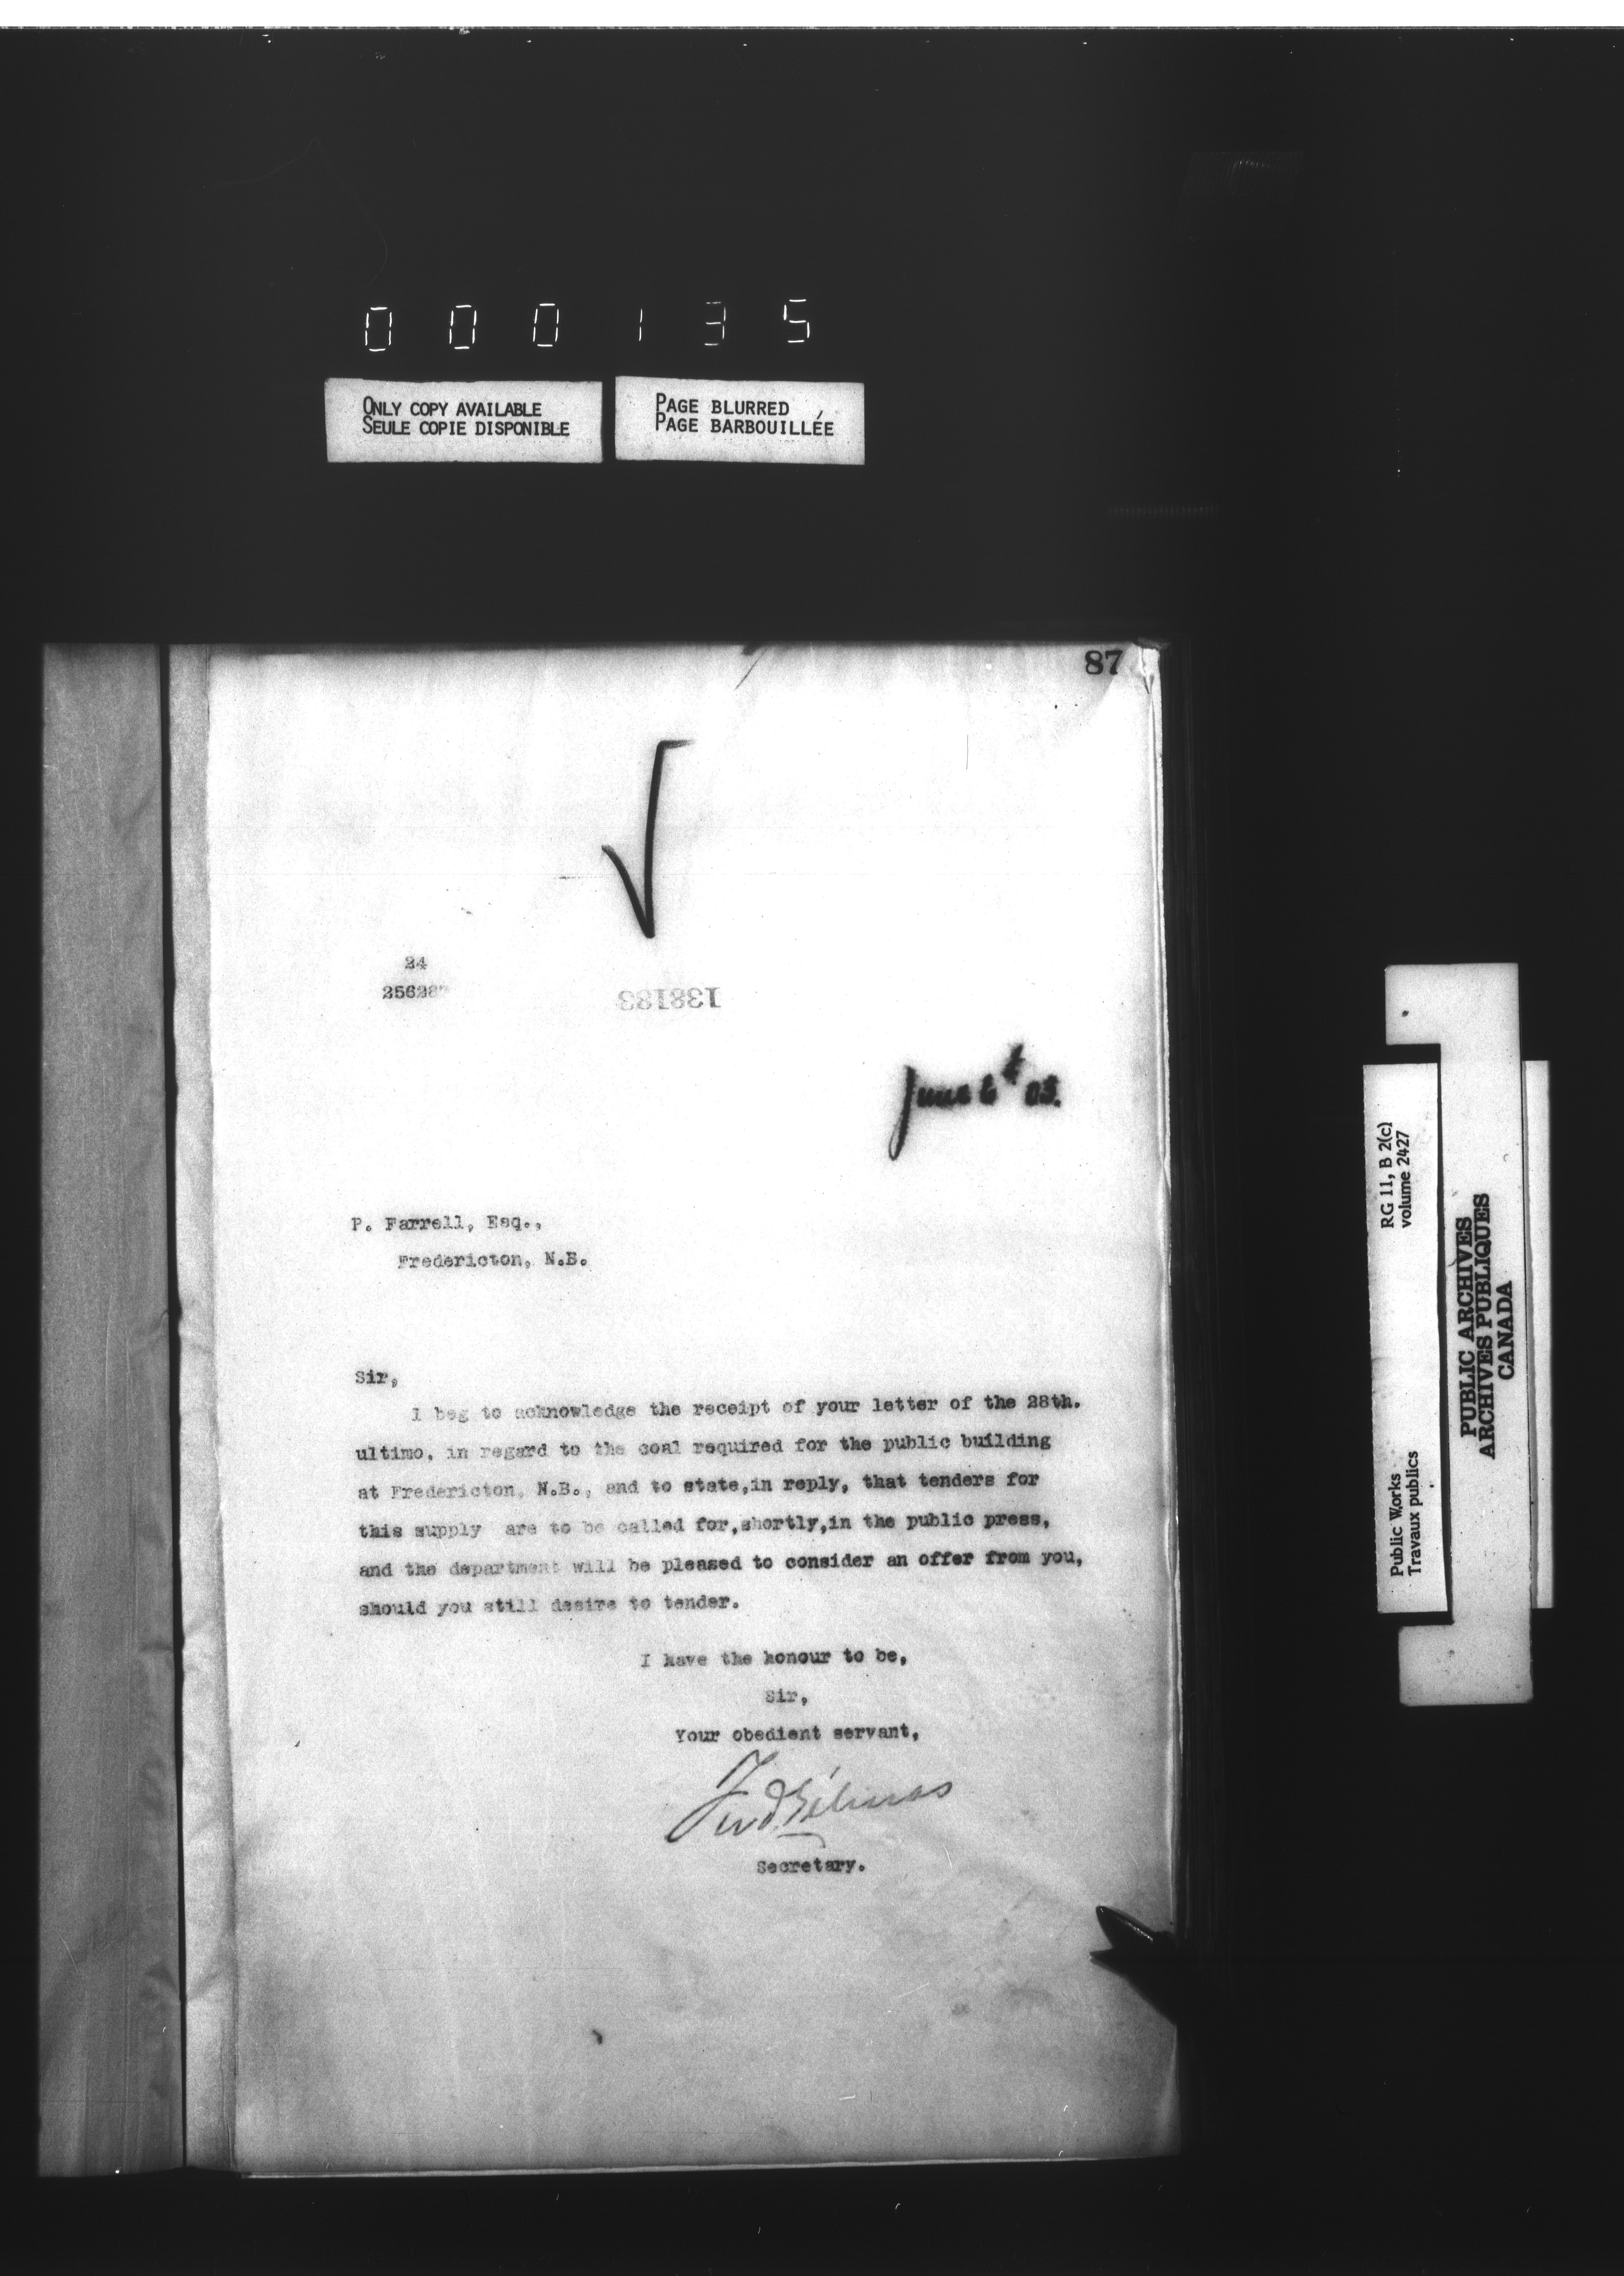 0 0 0 1 3 5
ONLY COPY AVAILABLE
SEULE COPIE DISPONIBLE
PAGE BLURRED
PAGE BARBOUILLÉE
87
24
256287
138183
June 6th 03.
P. Farrell, Esq.,
Fredericton, N.B.
Sir,
I beg to acknowledge the receipt of your letter of the 28th.
ultimo, in regard to the coal required for the public building
at Fredericton, N.B., and to state,in reply, that tenders for
this supply are to be called for,shortly,in the public press,
and the department will be pleased to consider an offer from you,
should you still desire to tender.
I have the honour to be,
Sir,
Your obedient servant,
Fred Gélinas
Secretary.
RG 11, B 2(c)
volume 2427
Public Works
Travaux publics
PUBLIC ARCHIVES
ARCHIVES PUBLIQUES
CANADA